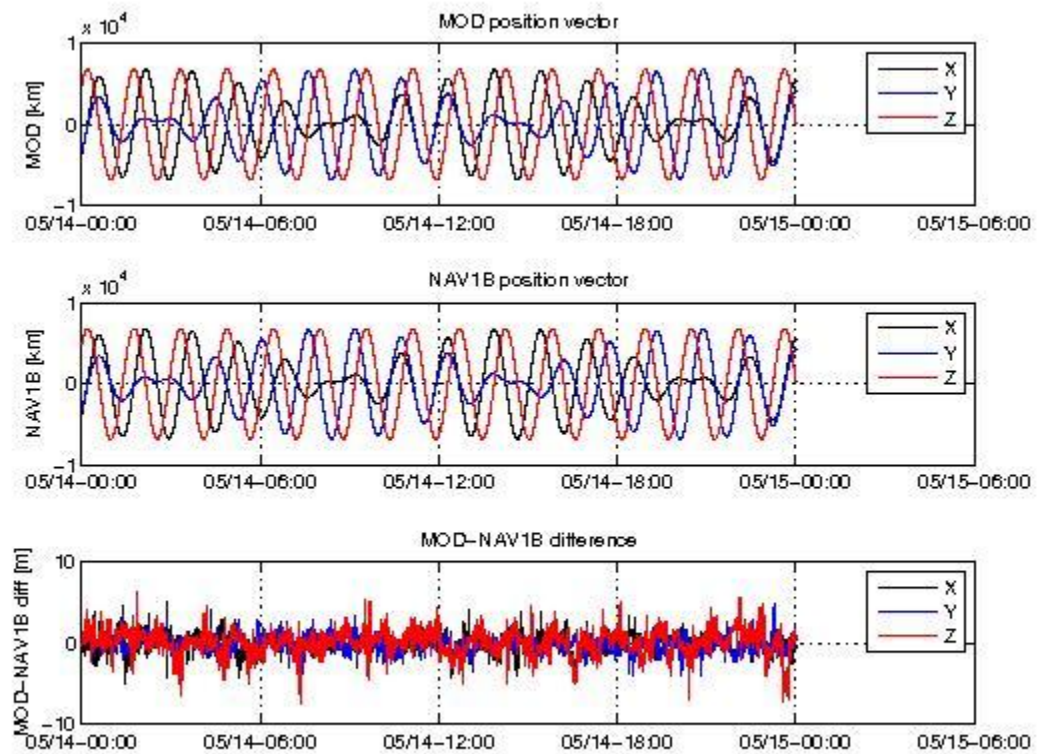 MOD position vector
x 10^4
1
0
−1
MOD [km]
X
Y
Z
05/14−00:00 05/14−06:00 05/14−12:00 05/14−18:00 05/15−00:00 05/15−06:00
NAV1B position vector
x 10^4
1
0
−1
NAV1B [km]
X
Y
Z
05/14−00:00 05/14−06:00 05/14−12:00 05/14−18:00 05/15−00:00 05/15−06:00
MOD−NAV1B difference
10
0
−10
MOD−NAV1B diff [m]
X
Y
Z
05/14−00:00 05/14−06:00 05/14−12:00 05/14−18:00 05/15−00:00 05/15−06:00